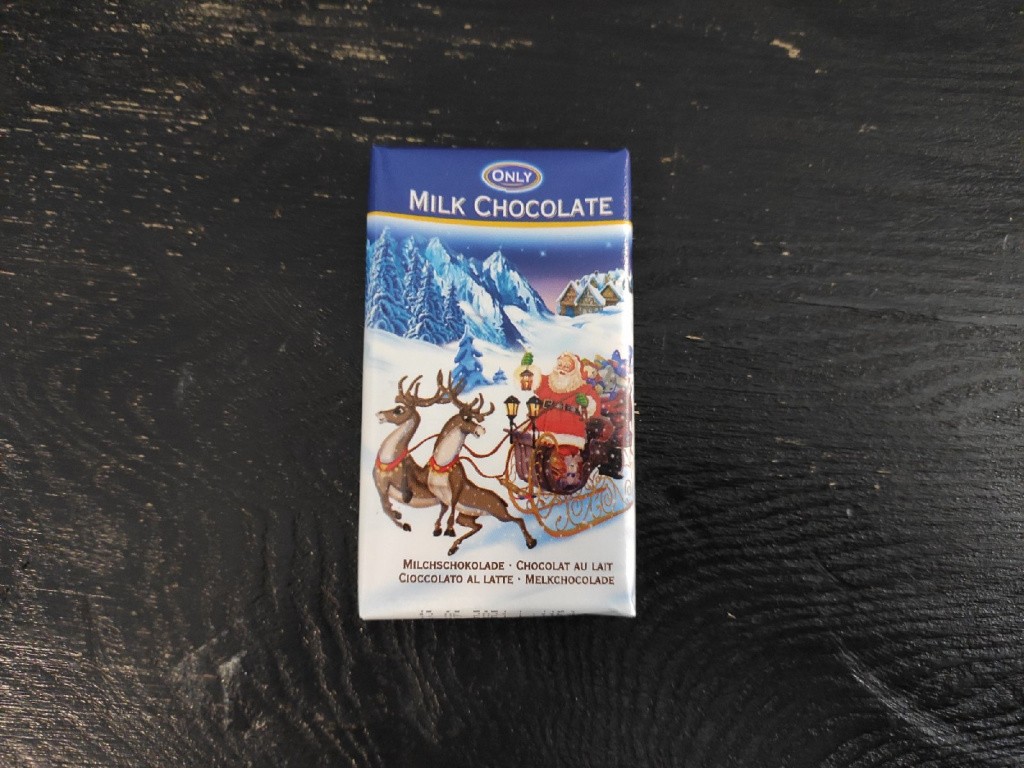 ONLY
MILK CHOCOLATE
MILCHSCHOKOLADE · CHOCOLAT AU LAIT
CIOCCOLATO AL LATTE · MELKCHOCOLADE